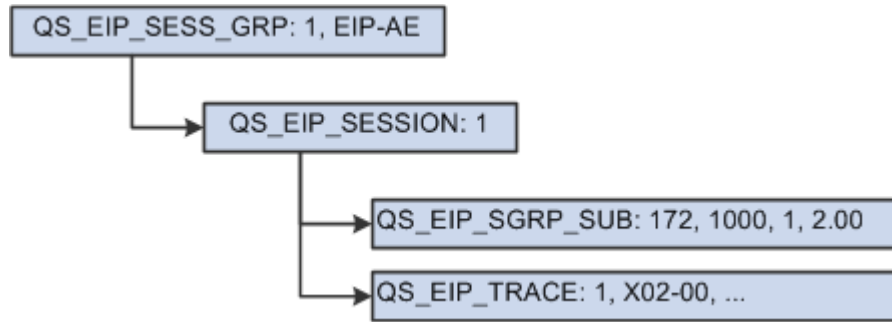 QS_EIP_SESS_GRP: 1, EIP-AE
QS_EIP_SESSION: 1
QS_EIP_SGRP_SUB: 172, 1000, 1, 2.00
QS_EIP_TRACE: 1, X02-00, ...